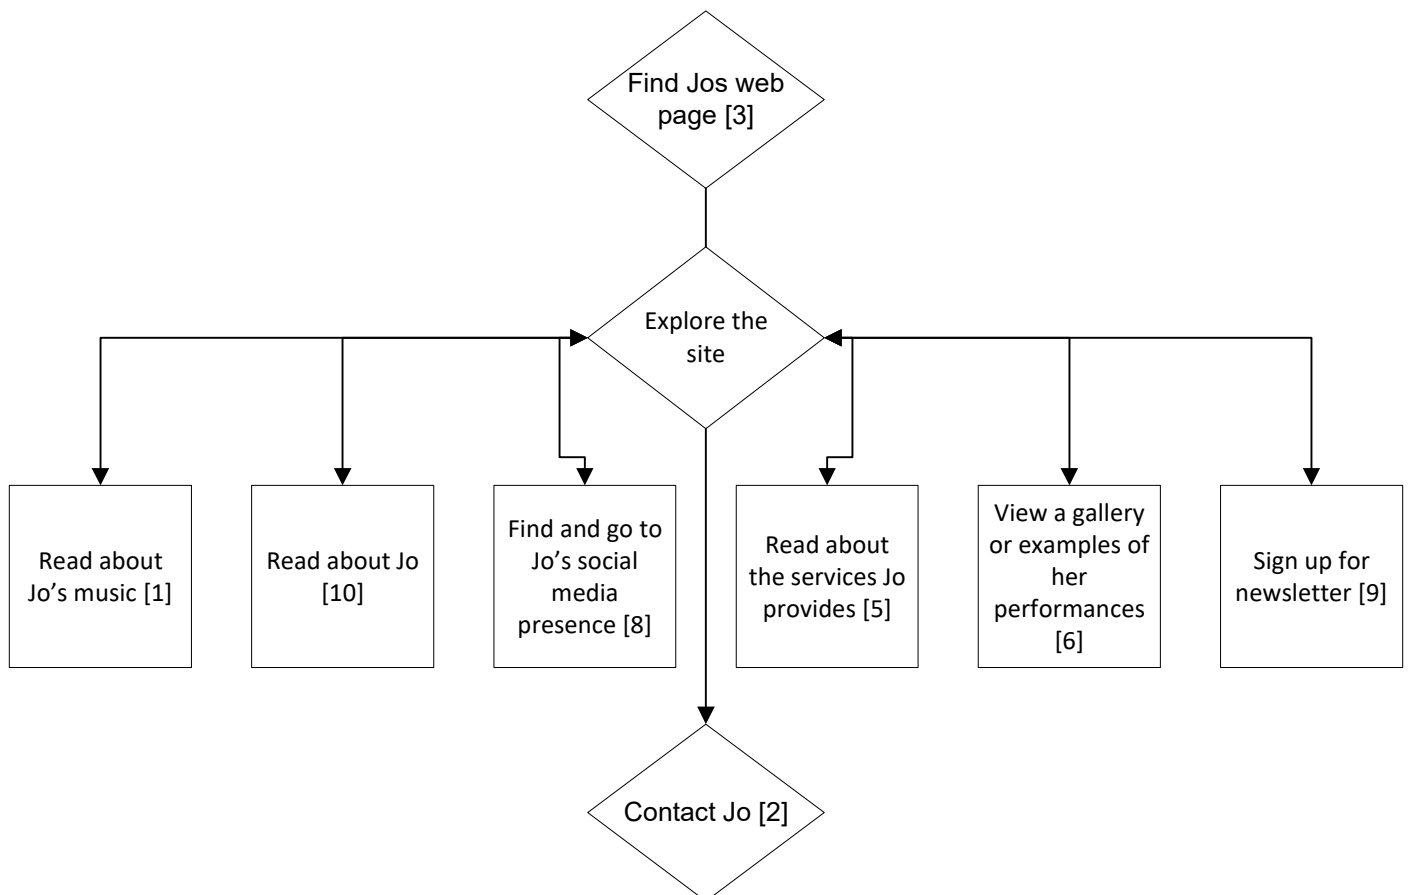 Find Jos web
page [3]
Explore the
site
Read about
Jo’s music [1]
Read about Jo
[10]
Find and go to
Jo’s social
media
presence [8]
Read about
the services Jo
provides [5]
View a gallery
or examples of
her
performances
[6]
Sign up for
newsletter [9]
Contact Jo [2]